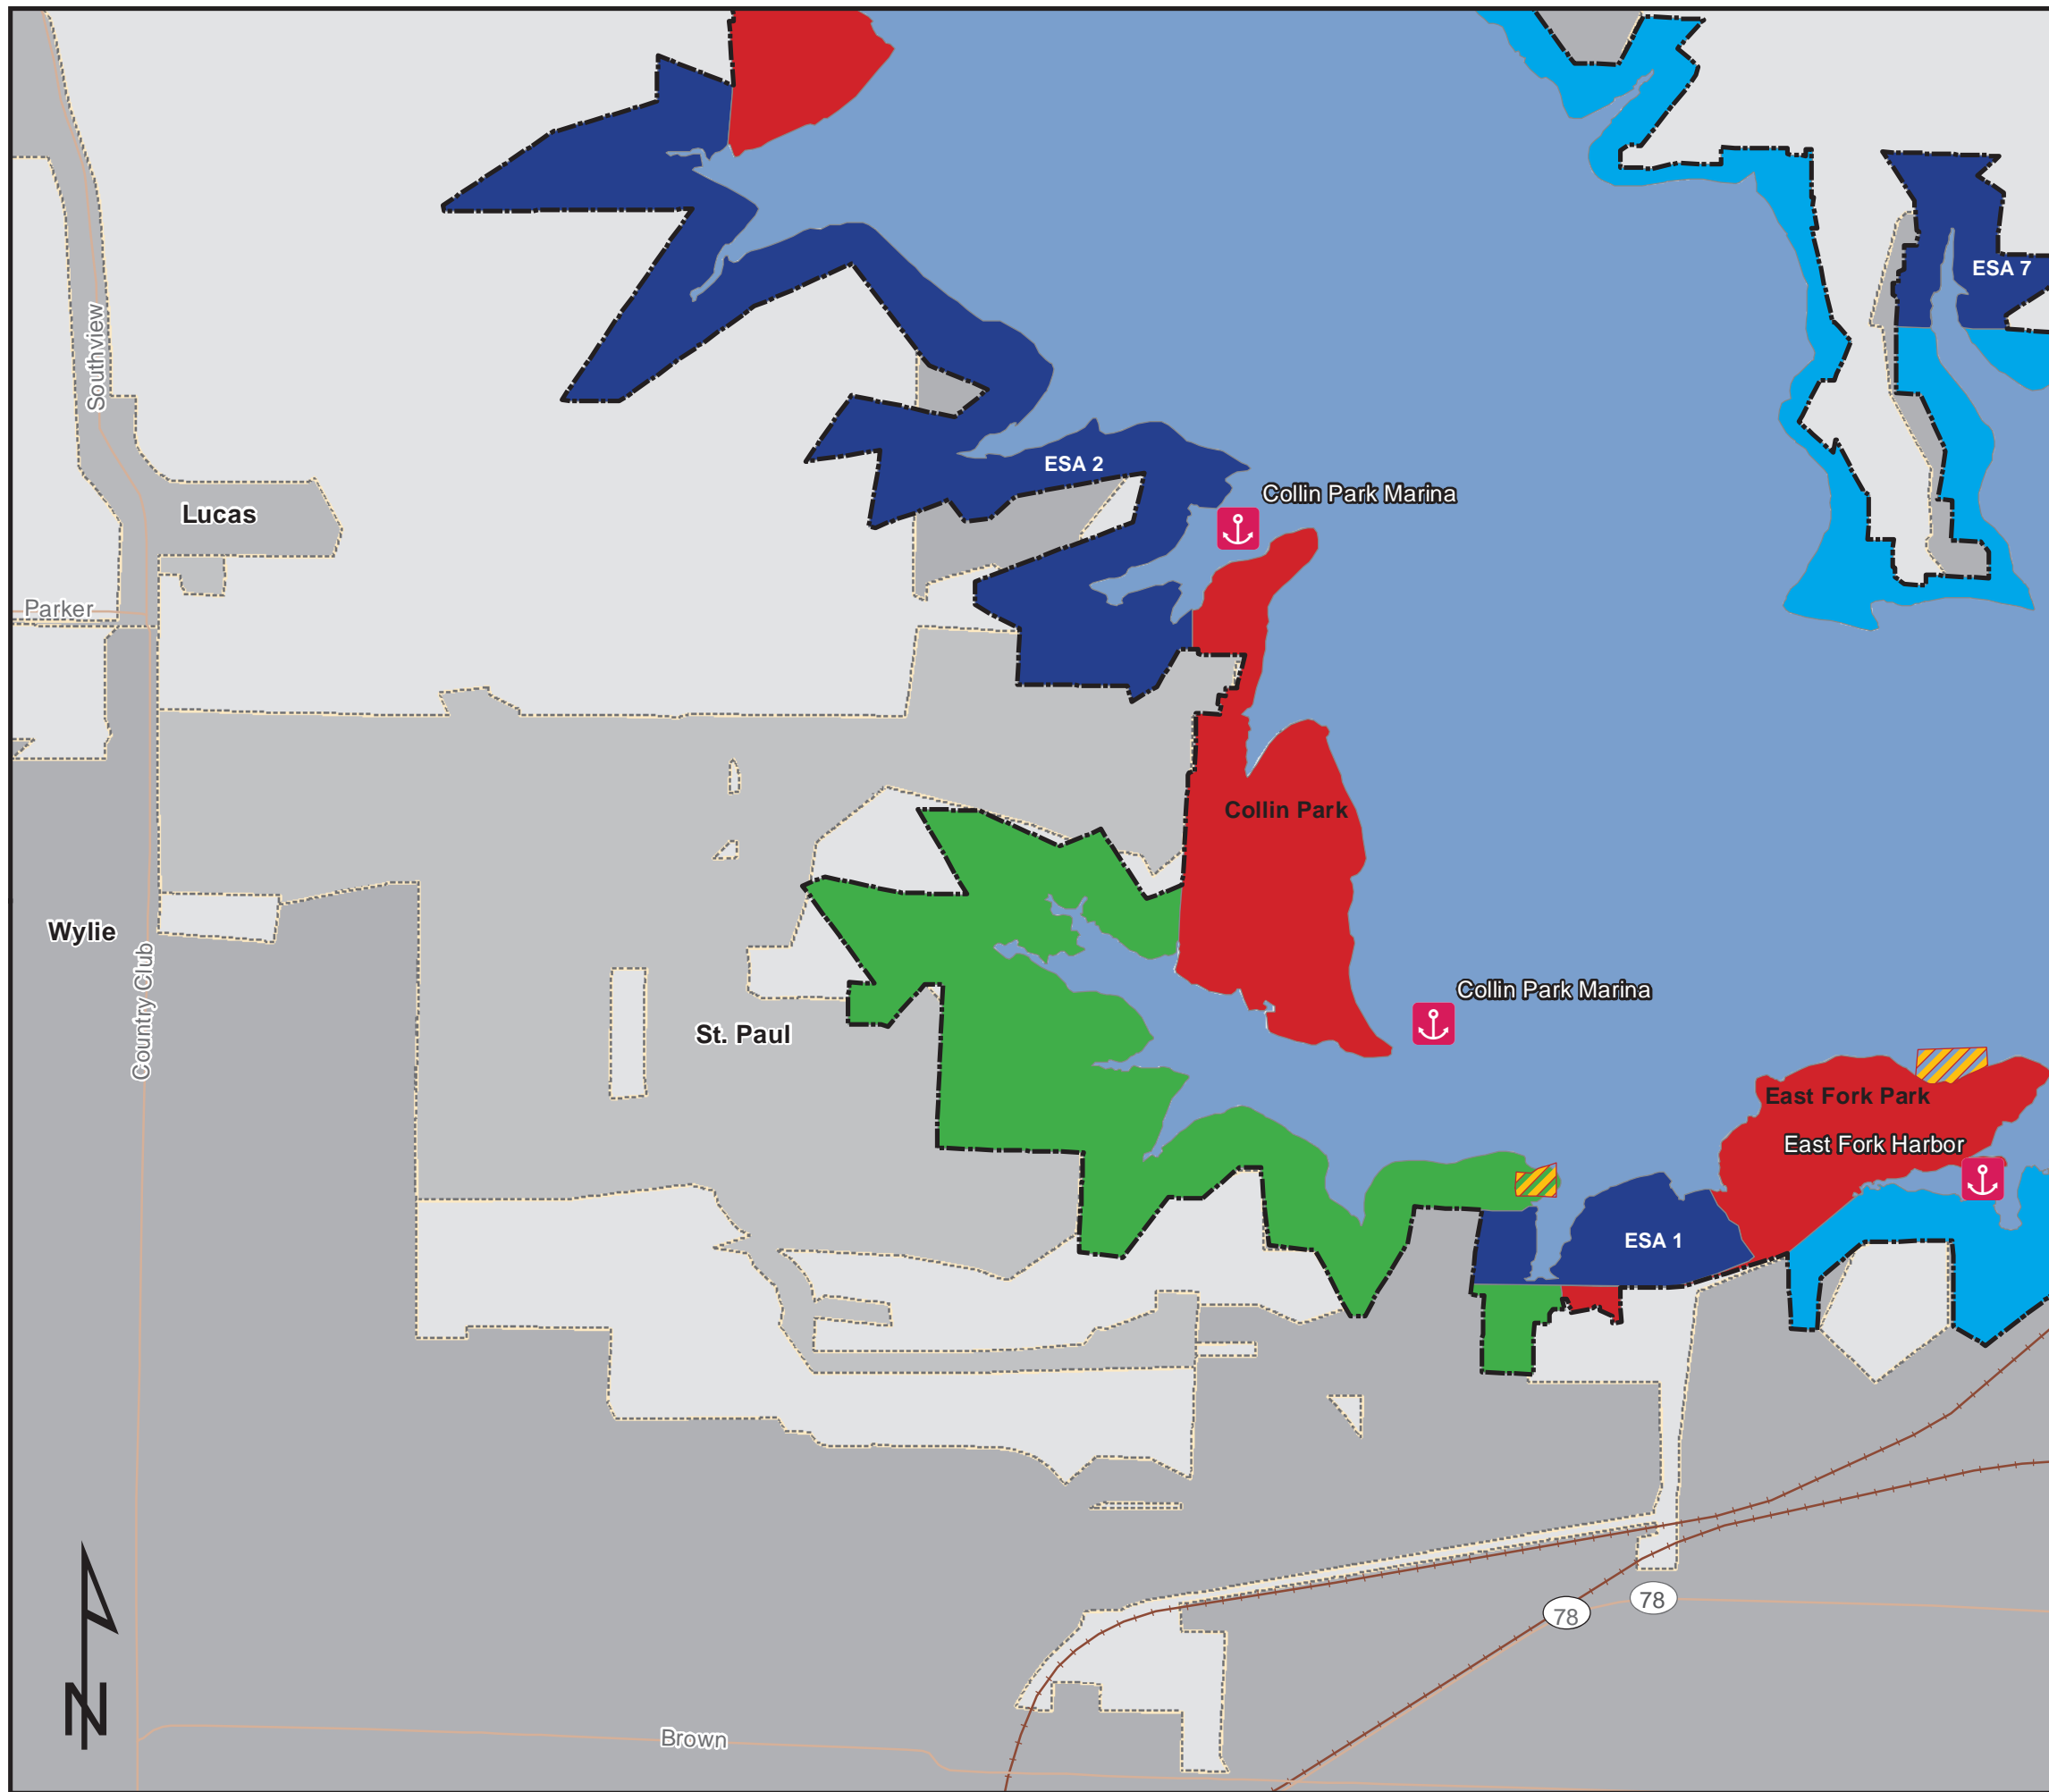 ESA 7
Southview
ESA 2
Collin Park Marina
Lucas
Parker
Collin Park
Wylie
Country Club
Collin Park Marina
St. Paul
East Fork Park
East Fork Harbor
ESA 1
78
78
N
Brown